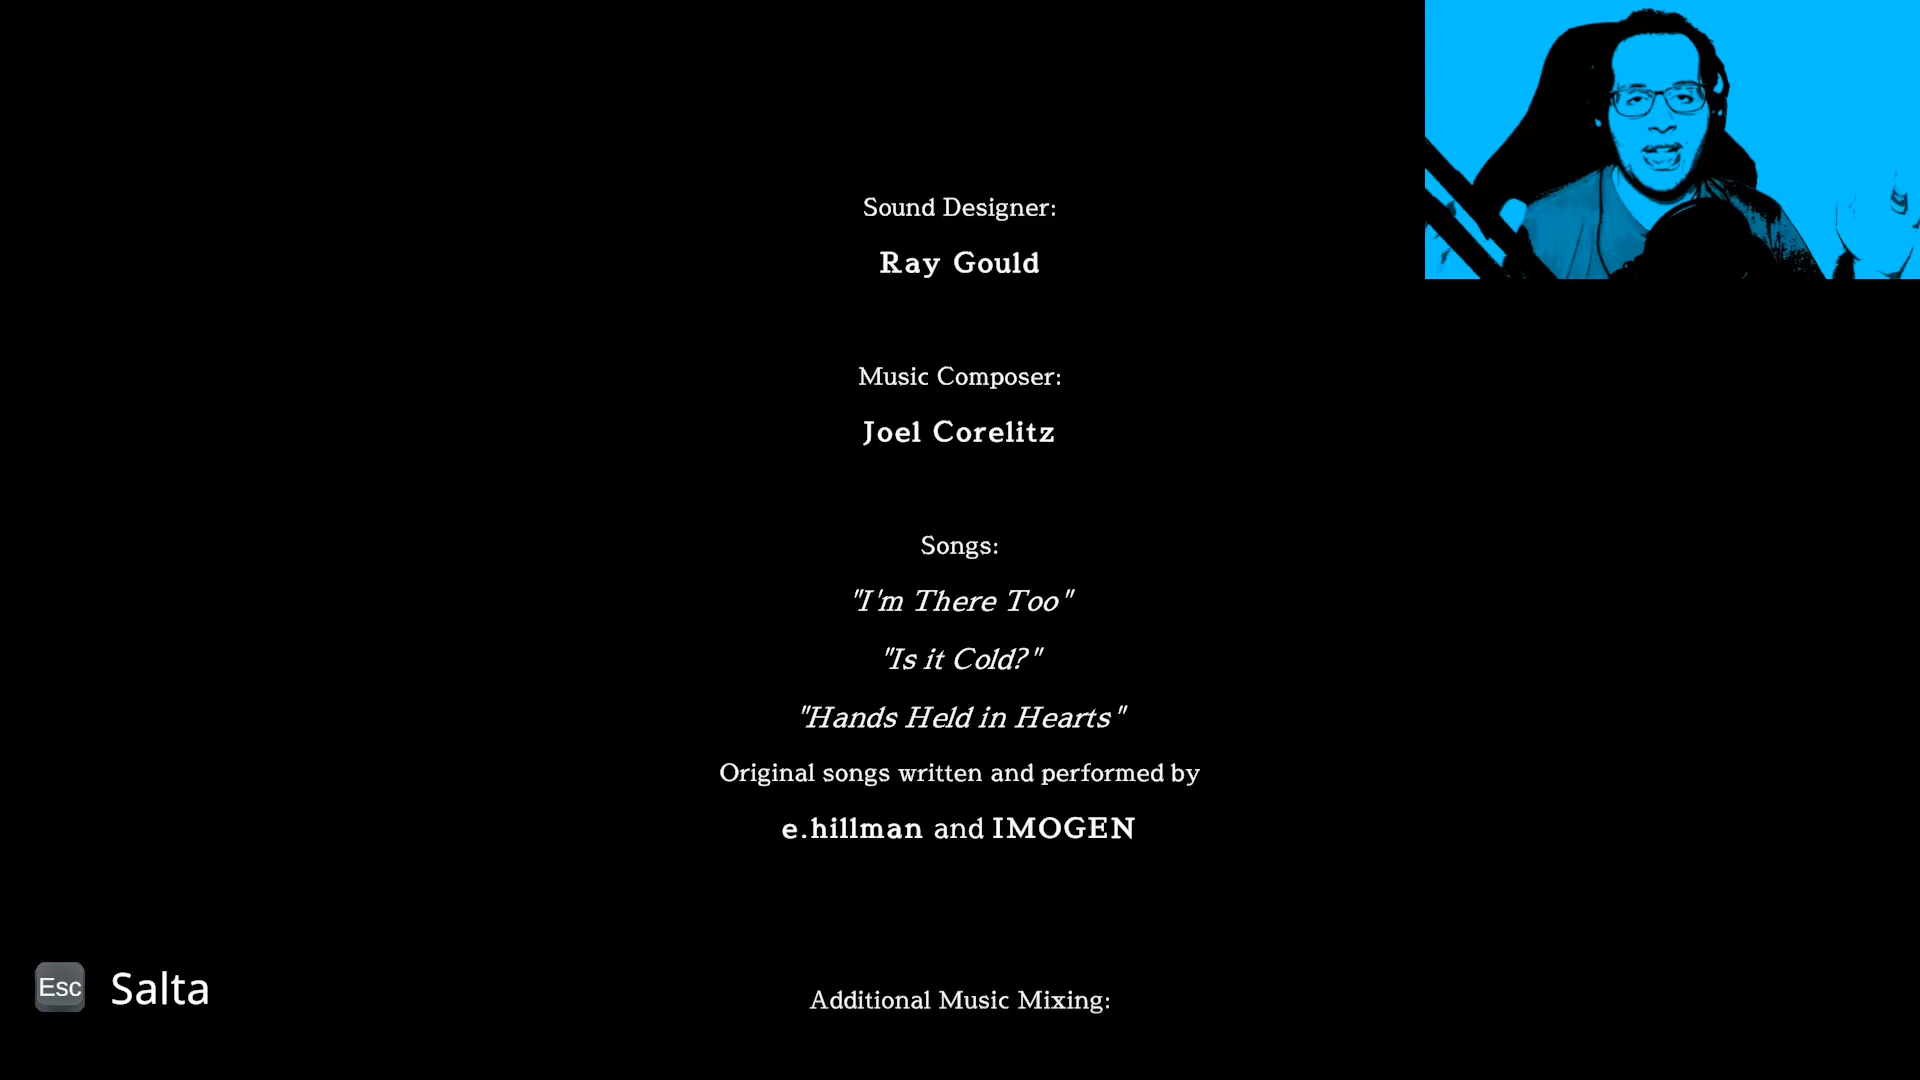 Sound Designer:
Ray Gould
Music Composer:
Joel Corelitz
Songs:
"I'm There Too"
"Is it Cold?"
"Hands Held in Hearts"
Original songs written and performed by
e.hillman and IMOGEN
Additional Music Mixing:
Esc Salta